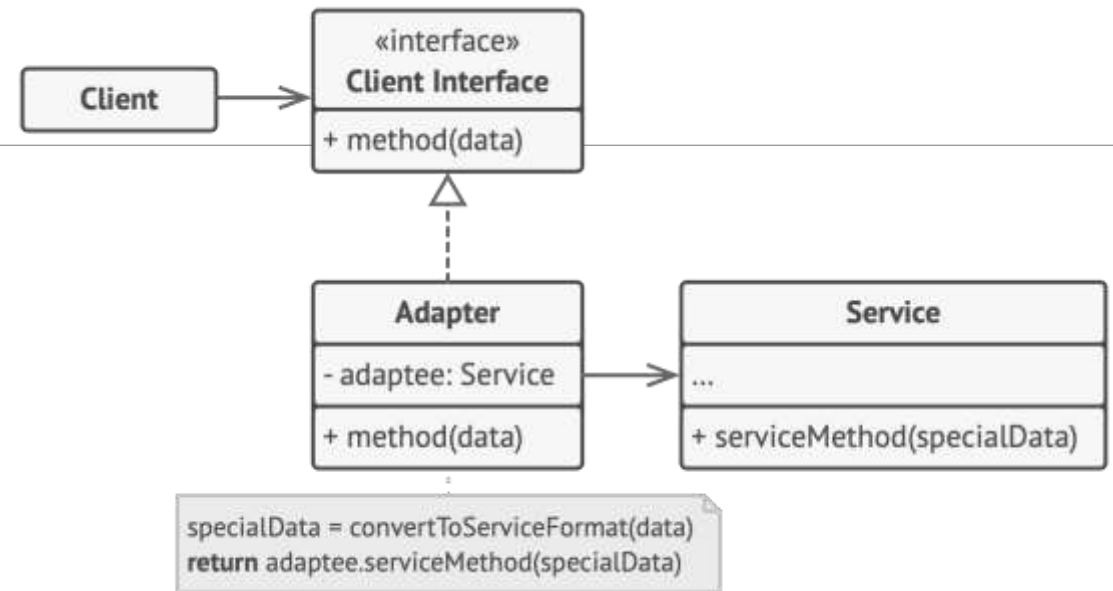 «interface»
Client Interface
Client
+ method(data)
Adapter
- adaptee: Service
+ method(data)
Service
...
+ serviceMethod(specialData)
specialData = convertToServiceFormat(data)
return adaptee.serviceMethod(specialData)